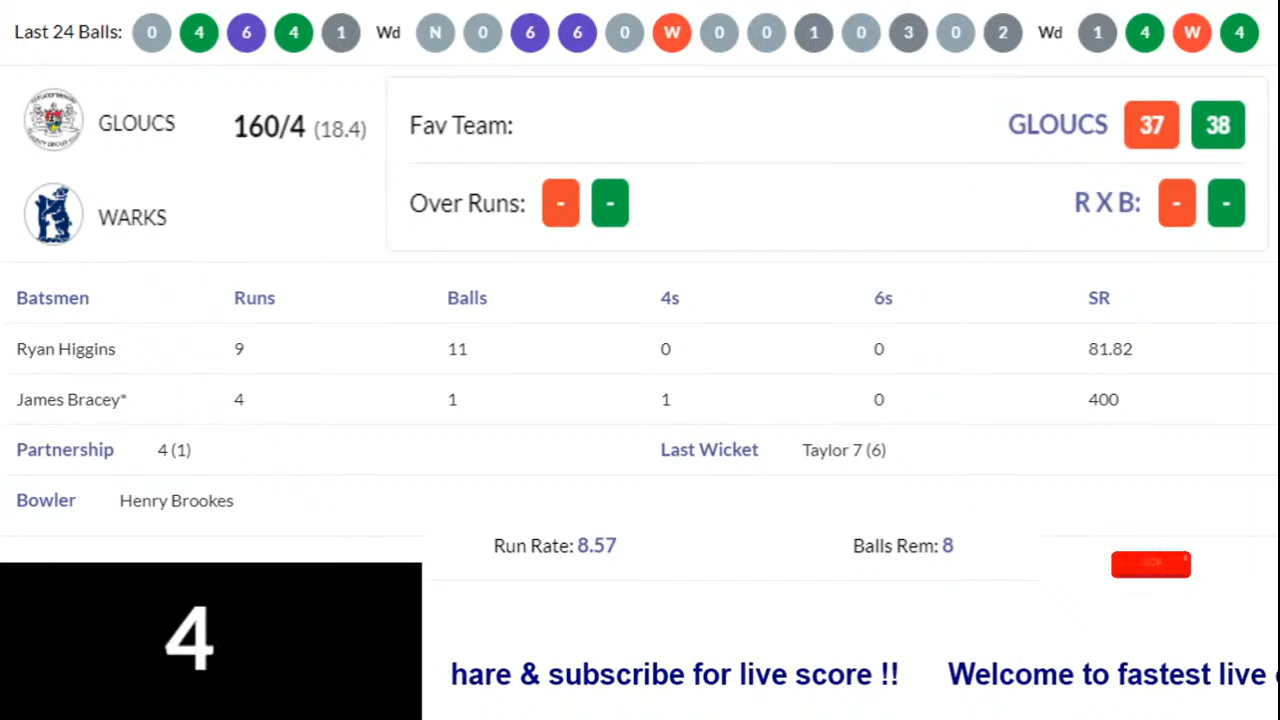 Last 24 Balls: 0 4 6 4 1 Wd N 0 6 6 0 W 0 0 1 0 3 0 2 Wd 1 4 W 4
GLOUCS 160/4 (18.4)
Fav Team: GLOUCS 37 38
WARKS
Over Runs: - - R X B: - -
Batsmen Runs Balls 4s 6s SR
Ryan Higgins 9 11 0 0 81.82
James Bracey* 4 1 1 0 400
Partnership 4 (1) Last Wicket Taylor 7 (6)
Bowler Henry Brookes
Run Rate: 8.57 Balls Rem: 8
4
hare & subscribe for live score !! Welcome to fastest live